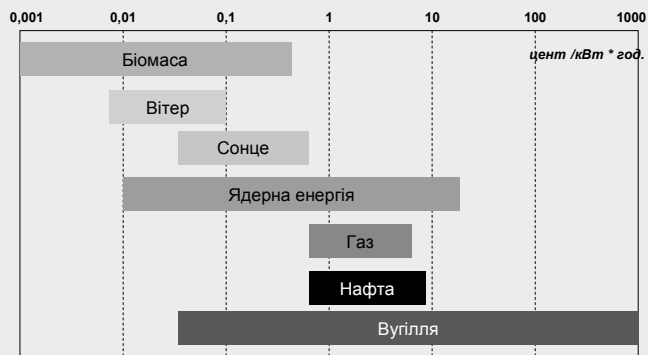 0,001 0,01 0,1 1 10 100 1000
цент /кВт * год.
Біомаса
Вітер
Сонце
Ядерна енергія
Газ
Нафта
Вугілля